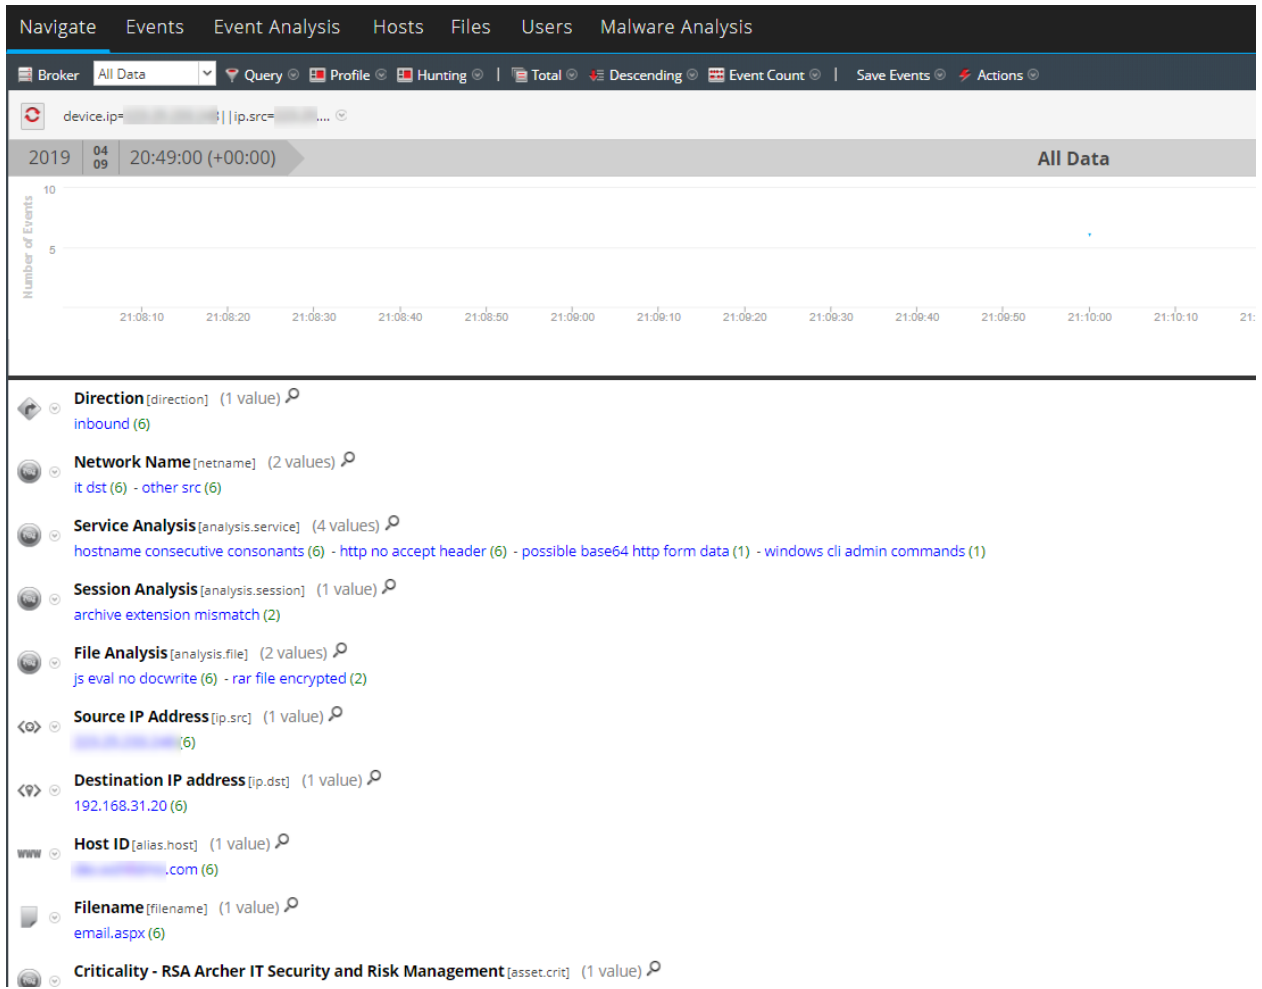 Navigate Events Event Analysis Hosts Files Users Malware Analysis
Broker All Data Query Profile Hunting | Total Descending Event Count | Save Events Actions
device.ip= ||ip.src= ....
2019 04 09 20:49:00 (+00:00) All Data
Number of Events
10
5
21:08:10 21:08:20 21:08:30 21:08:40 21:08:50 21:09:00 21:09:10 21:09:20 21:09:30 21:09:40 21:09:50 21:10:00 21:10:10 21:
Direction [direction] (1 value)
inbound (6)
Network Name [netname] (2 values)
it dst (6) - other src (6)
Service Analysis [analysis.service] (4 values)
hostname consecutive consonants (6) - http no accept header (6) - possible base64 http form data (1) - windows cli admin commands (1)
Session Analysis [analysis.session] (1 value)
archive extension mismatch (2)
File Analysis [analysis.file] (2 values)
js eval no docwrite (6) - rar file encrypted (2)
Source IP Address [ip.src] (1 value)
(6)
Destination IP address [ip.dst] (1 value)
192.168.31.20 (6)
www Host ID [alias.host] (1 value)
.com (6)
Filename [filename] (1 value)
email.aspx (6)
Criticality - RSA Archer IT Security and Risk Management [asset.crit] (1 value)